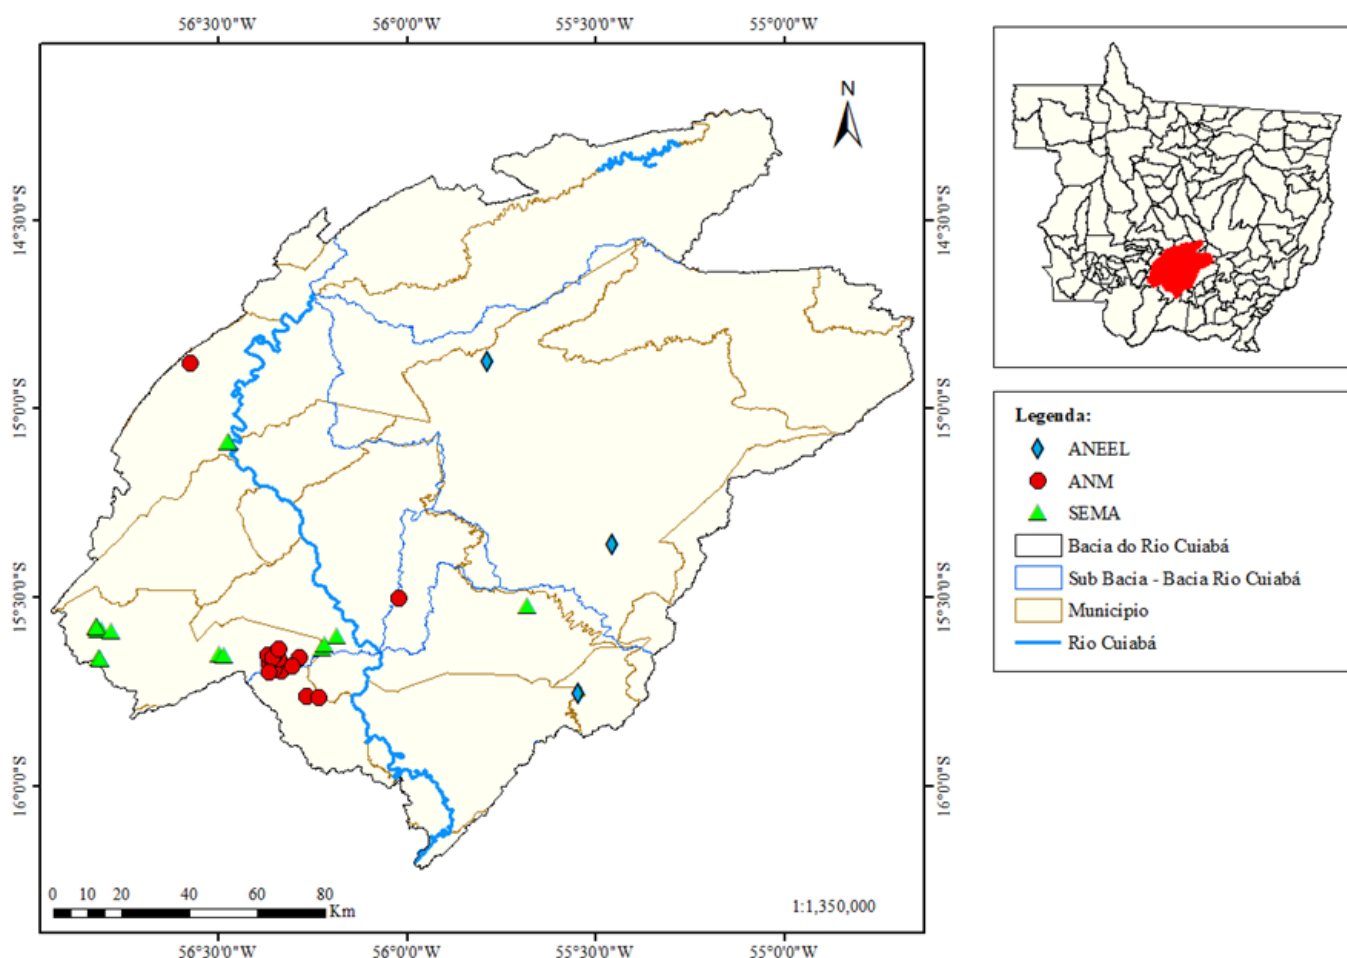 56°30'0"W 56°0'0"W 55°30'0"W 55°0'0"W
N
14°30'0"S 14°30'0"S
15°0'0"S 15°0'0"S
15°30'0"S 15°30'0"S
16°0'0"S 16°0'0"S
0 10 20 40 60 80
Km
1:1,350,000
56°30'0"W 56°0'0"W 55°30'0"W 55°0'0"W
Legenda:
ANEEL
ANM
SEMA
Bacia do Rio Cuiabá
Sub Bacia - Bacia Rio Cuiabá
Municipio
Rio Cuiabá